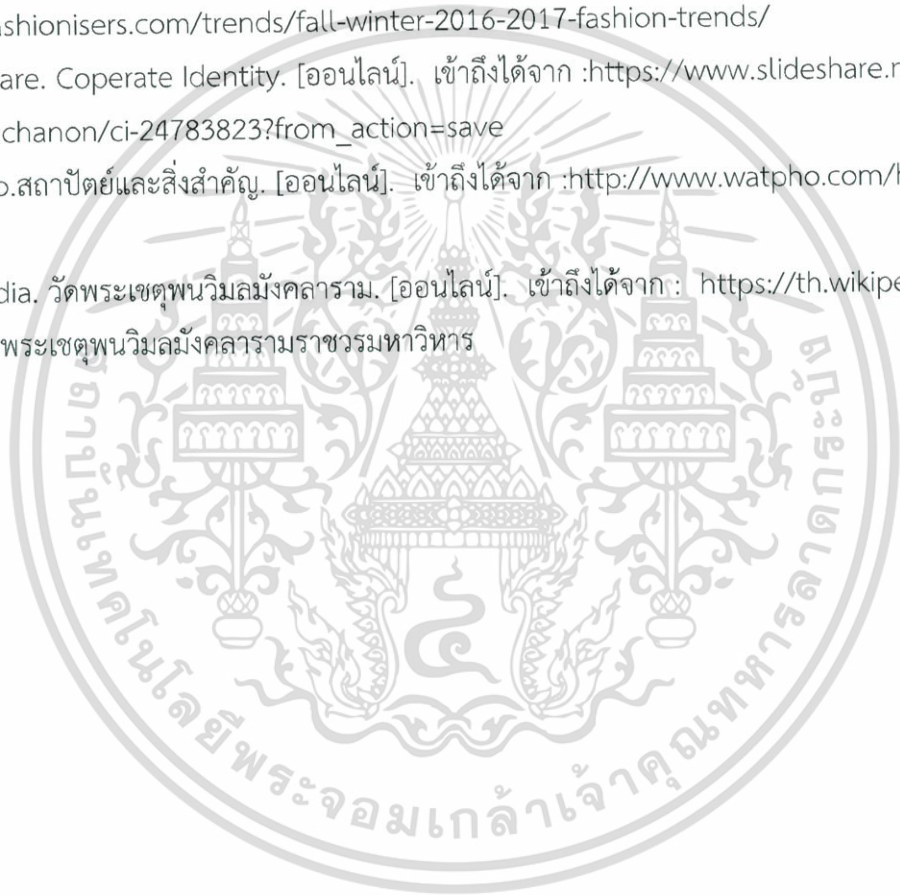 ashionisers.com/trends/fall-winter-2016-2017-fashion-trends/
are. Coperate Identity. [ออนไลน์]. เข้าถึงได้จาก :https://www.slideshare.n
chanon/ci-24783823?from_action=save
o.สถาปัตย์และสิ่งสำคัญ. [ออนไลน์]. เข้าถึงได้จาก :http://www.watpho.com/h
dia. วัดพระเชตุพนวิมลมังคลาราม. [ออนไลน์]. เข้าถึงได้จาก : https://th.wikipe
พระเชตุพนวิมลมังคลารามราชวรมหาวิหาร
สถาบันเทคโนโลยีพระจอมเกล้าเจ้าคุณทหารลาดกระบัง
๔